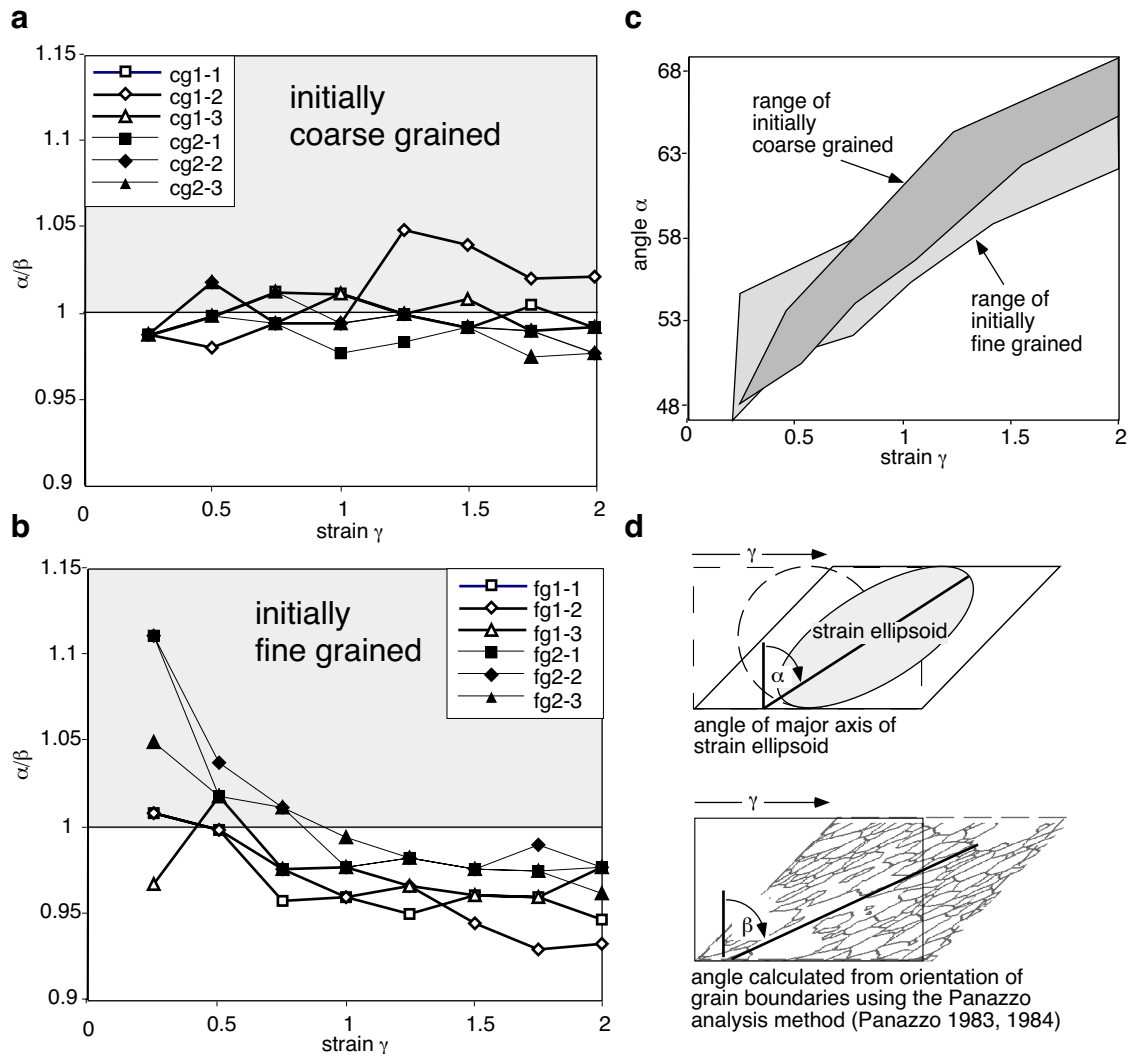 a
1.15
1.1
1.05
1
0.95
0.9
α/β
cg1-1
cg1-2
cg1-3
cg2-1
cg2-2
cg2-3
initially
coarse grained
0
0.5
1
1.5
2
strain γ
b
1.15
1.1
1.05
1
0.95
0.9
α/β
initially
fine grained
fg1-1
fg1-2
fg1-3
fg2-1
fg2-2
fg2-3
0
0.5
1
1.5
2
strain γ
c
68
63
58
53
48
angle α
range of
initially
coarse grained
range of
initially
fine grained
0
0.5
1
1.5
2
strain γ
d
γ
strain ellipsoid
α
angle of major axis of
strain ellipsoid
γ
β
angle calculated from orientation of
grain boundaries using the Panazzo
analysis method (Panazzo 1983, 1984)